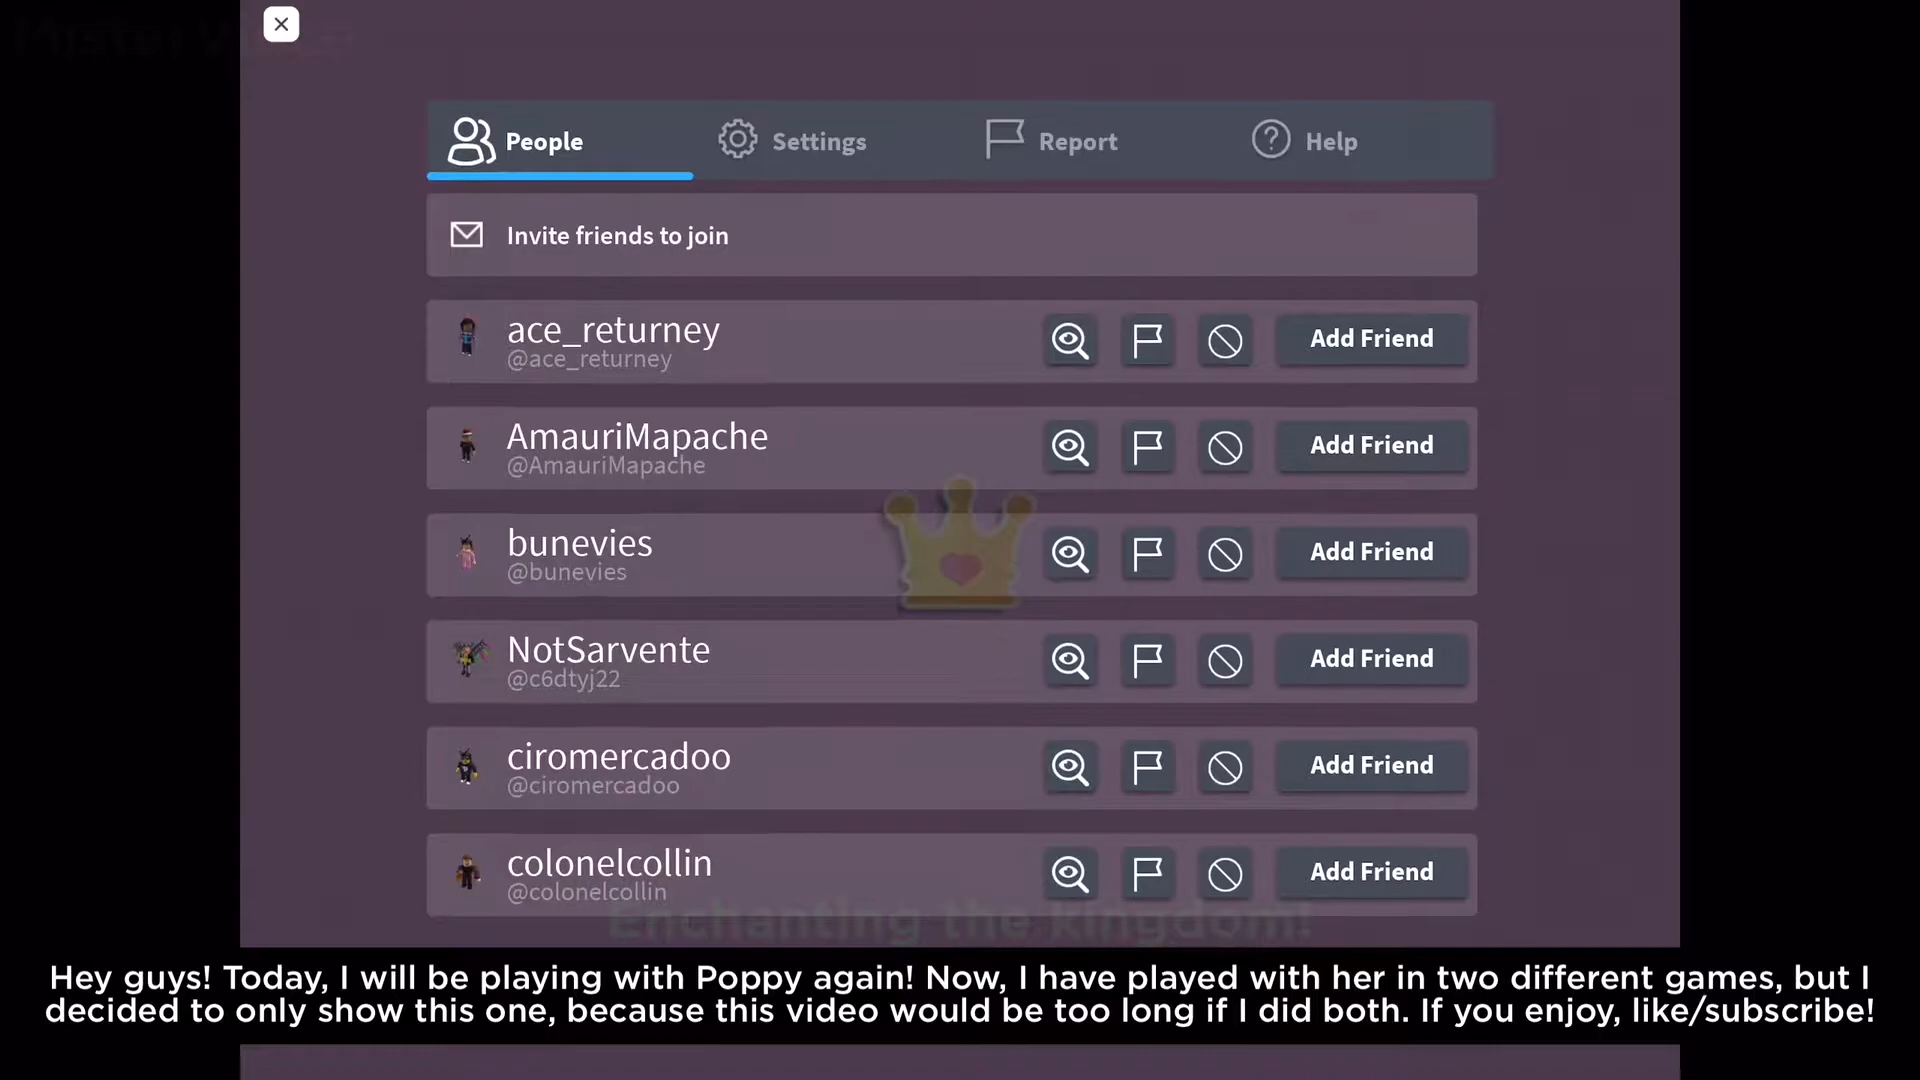 People
Settings
Report
Help
Invite friends to join
ace_returney
@ace_returney
Add Friend
AmauriMapache
@AmauriMapache
Add Friend
bunevies
@bunevies
Add Friend
NotSarvente
@c6dtyj22
Add Friend
ciromercadoo
@ciromercadoo
Add Friend
colonelcollin
@colonelcollin
Add Friend
Enchanting the kingdom!
Hey guys! Today, I will be playing with Poppy again! Now, I have played with her in two different games, but I
decided to only show this one, because this video would be too long if I did both. If you enjoy, like/subscribe!